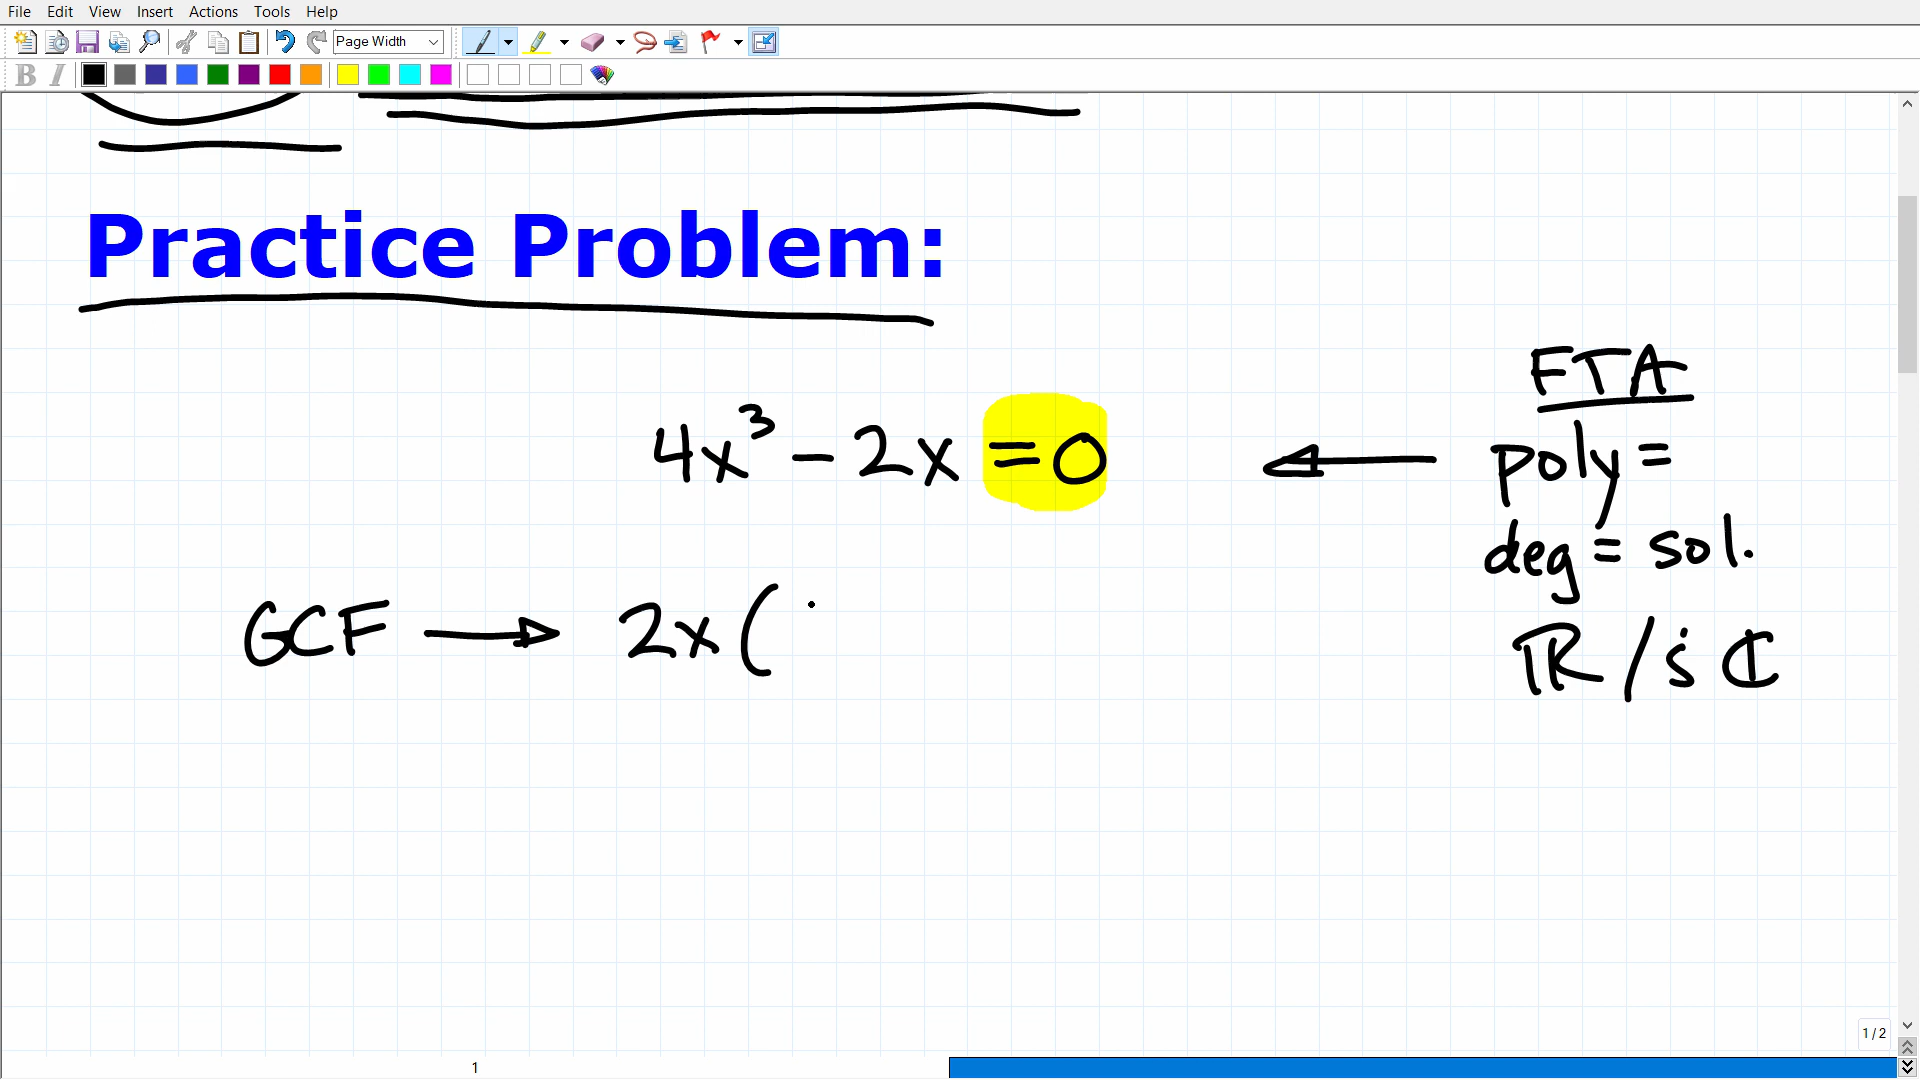 File Edit View Insert Actions Tools Help
Page Width
B I
Practice Problem:
FTA
4x³ - 2x = 0
poly =
deg = sol.
GCF → 2x (
ℝ / i ℂ
1 / 2
1